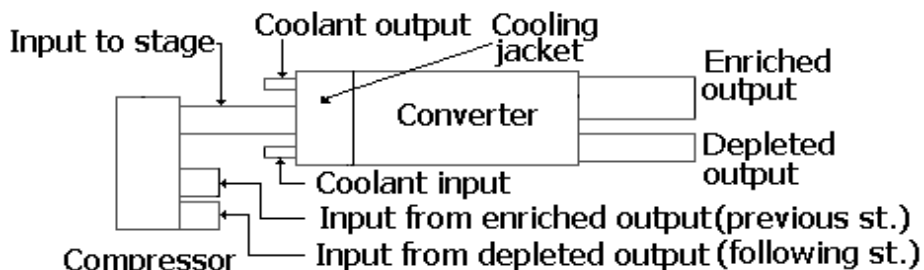 Input to stage
Coolant output
Cooling
jacket
Enriched
output
Converter
Depleted
output
Coolant input
Input from enriched output(previous st.)
Input from depleted output (following st.)
Compressor